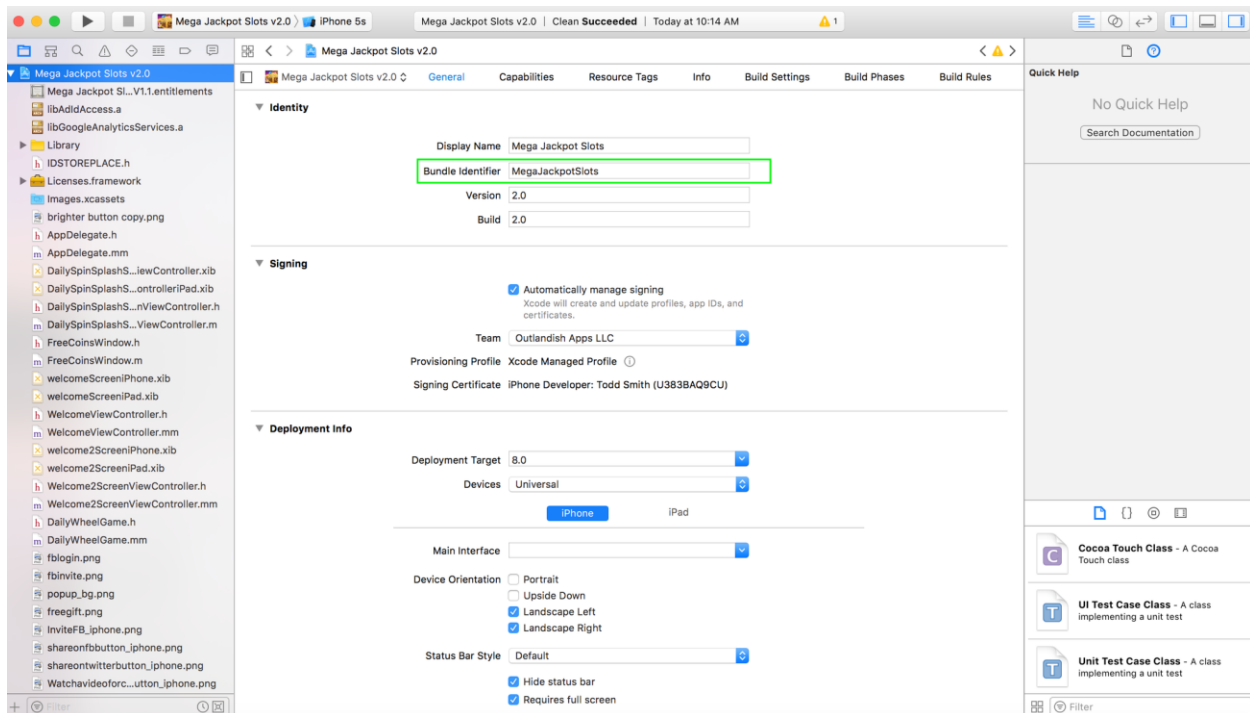 Mega Jackpot Slots v2.0 〉 iPhone 5s
Mega Jackpot Slots v2.0 | Clean Succeeded | Today at 10:14 AM
1
Mega Jackpot Slots v2.0
Mega Jackpot Sl...V1.1.entitlements
libAdIdAccess.a
libGoogleAnalyticsServices.a
Library
IDSTOREPLACE.h
Licenses.framework
Images.xcassets
brighter button copy.png
AppDelegate.h
AppDelegate.mm
DailySpinSplashS...iewController.xib
DailySpinSplashS...ontrolleriPad.xib
DailySpinSplashS...nViewController.h
DailySpinSplashS...ViewController.m
FreeCoinsWindow.h
FreeCoinsWindow.m
welcomeScreeniPhone.xib
welcomeScreeniPad.xib
WelcomeViewController.h
WelcomeViewController.mm
welcome2ScreeniPhone.xib
welcome2ScreeniPad.xib
Welcome2ScreenViewController.h
Welcome2ScreenViewController.mm
DailyWheelGame.h
DailyWheelGame.mm
fblogin.png
fbinvite.png
popup_bg.png
freegift.png
InviteFB_iphone.png
shareonfbbutton_iphone.png
shareontwitterbutton_iphone.png
Watchavideoforc...utton_iphone.png
Filter
Mega Jackpot Slots v2.0
Mega Jackpot Slots v2.0 General Capabilities Resource Tags Info Build Settings Build Phases Build Rules
Identity
Display Name Mega Jackpot Slots
Bundle Identifier MegaJackpotSlots
Version 2.0
Build 2.0
Signing
Automatically manage signing
Xcode will create and update profiles, app IDs, and
certificates.
Team Outlandish Apps LLC
Provisioning Profile Xcode Managed Profile
Signing Certificate iPhone Developer: Todd Smith (U383BAQ9CU)
Deployment Info
Deployment Target 8.0
Devices Universal
iPhone iPad
Main Interface
Device Orientation Portrait
Upside Down
Landscape Left
Landscape Right
Status Bar Style Default
Hide status bar
Requires full screen
Quick Help
No Quick Help
Search Documentation
{}
C
Cocoa Touch Class - A Cocoa
Touch class
T
UI Test Case Class - A class
implementing a unit test
T
Unit Test Case Class - A class
implementing a unit test
Filter